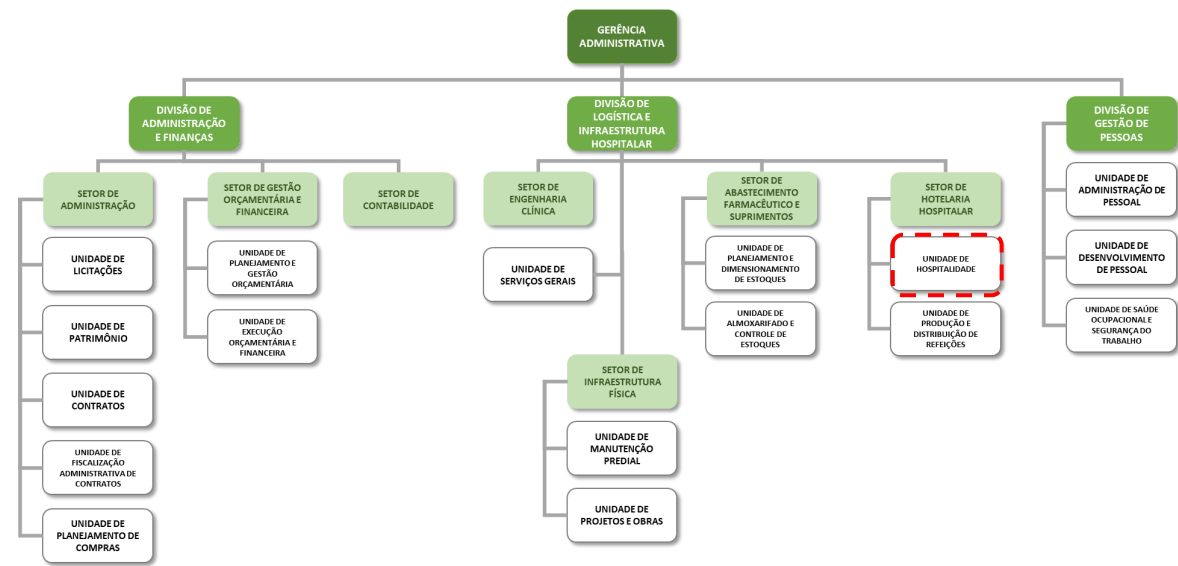 GERÊNCIA
ADMINISTRATIVA
DIVISÃO DE
ADMINISTRAÇÃO
E FINANÇAS
DIVISÃO DE
LOGÍSTICA E
INFRAESTRUTURA
HOSPITALAR
DIVISÃO DE
GESTÃO DE
PESSOAS
SETOR DE
ADMINISTRAÇÃO
SETOR DE GESTÃO
ORÇAMENTÁRIA E
FINANCEIRA
SETOR DE
CONTABILIDADE
SETOR DE
ENGENHARIA
CLÍNICA
SETOR DE
ABASTECIMENTO
FARMACÊUTICO E
SUPRIMENTOS
SETOR DE
HOTELARIA
HOSPITALAR
UNIDADE DE
ADMINISTRAÇÃO DE
PESSOAL
UNIDADE DE
LICITAÇÕES
UNIDADE DE
PLANEJAMENTO E
GESTÃO
ORÇAMENTÁRIA
UNIDADE DE
SERVIÇOS GERAIS
UNIDADE DE
PLANEJAMENTO E
DIMENSIONAMENTO
DE ESTOQUES
UNIDADE DE
HOSPITALIDADE
UNIDADE DE
DESENVOLVIMENTO
DE PESSOAL
UNIDADE DE
PATRIMÔNIO
UNIDADE DE
EXECUÇÃO
ORÇAMENTÁRIA E
FINANCEIRA
UNIDADE DE
ALMOXARIFADO E
CONTROLE DE
ESTOQUES
UNIDADE DE
PRODUÇÃO E
DISTRIBUIÇÃO DE
REFEIÇÕES
UNIDADE DE SAÚDE
OCUPACIONAL E
SEGURANÇA DO
TRABALHO
UNIDADE DE
CONTRATOS
SETOR DE
INFRAESTRUTURA
FÍSICA
UNIDADE DE
FISCALIZAÇÃO
ADMINISTRATIVA DE
CONTRATOS
UNIDADE DE
MANUTENÇÃO
PREDIAL
UNIDADE DE
PLANEJAMENTO DE
COMPRAS
UNIDADE DE
PROJETOS E OBRAS